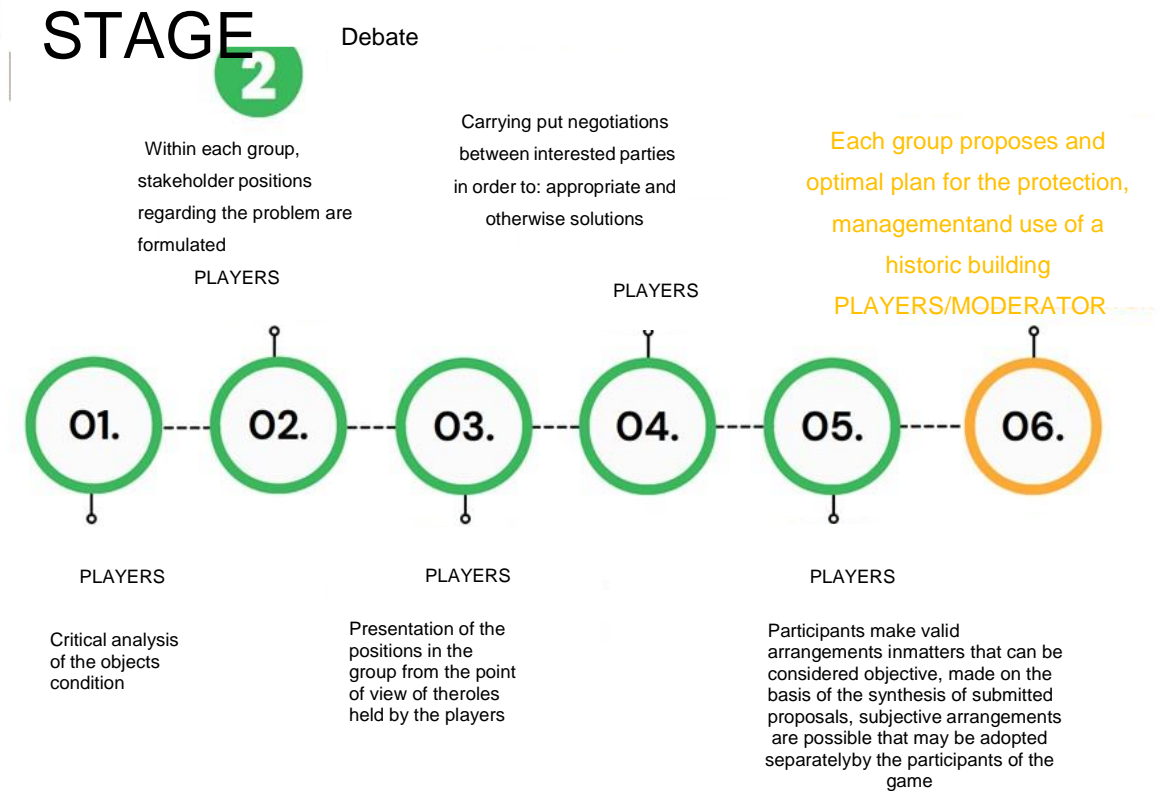 STAGE
2
Debate
Within each group,
stakeholder positions
regarding the problem are
formulated
PLAYERS
Carrying put negotiations
between interested parties
in order to: appropriate and
otherwise solutions
PLAYERS
Each group proposes and
optimal plan for the protection,
managementand use of a
historic building
PLAYERS/MODERATOR
01.
02.
03.
04.
05.
06.
PLAYERS
Critical analysis
of the objects
condition
PLAYERS
Presentation of the
positions in the
group from the point
of view of theroles
held by the players
PLAYERS
Participants make valid
arrangements inmatters that can be
considered objective, made on the
basis of the synthesis of submitted
proposals, subjective arrangements
are possible that may be adopted
separatelyby the participants of the
game